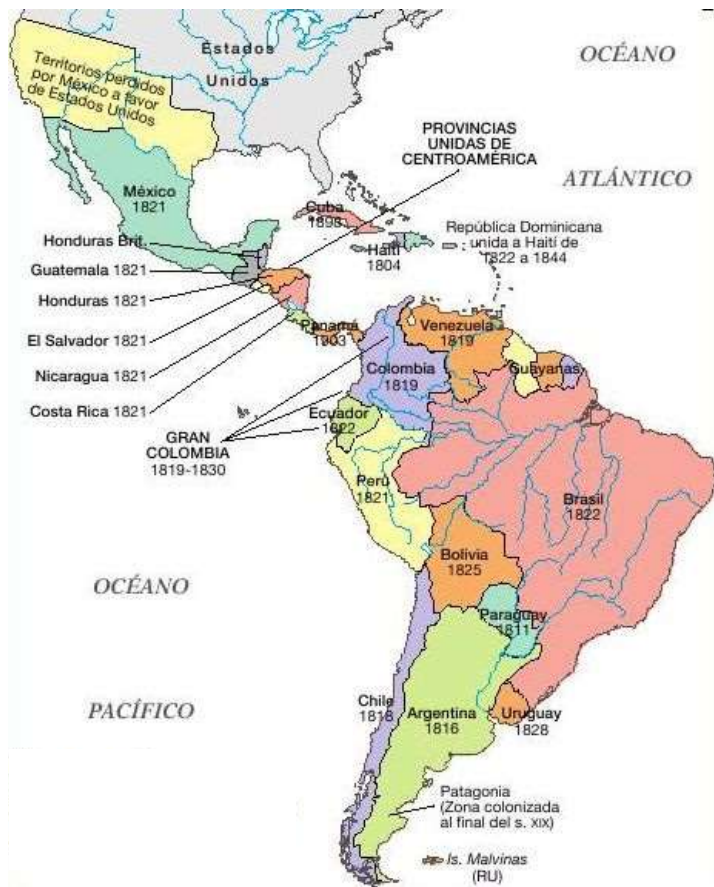 Estados
Unidos
OCÉANO
Territorios perdidos
por México a favor
de Estados Unidos
PROVINCIAS
UNIDAS DE
CENTROAMÉRICA
ATLÁNTICO
México
1821
Cuba
1898
Haití
1804
República Dominicana
unida a Haití de
1822 a 1844
Honduras Brit.
Guatemala 1821
Honduras 1821
El Salvador 1821
Nicaragua 1821
Costa Rica 1821
Panamá
1903
Venezuela
1819
Colombia
1819
Guayanas
Ecuador
1822
GRAN
COLOMBIA
1819-1830
Perú
1821
Brasil
1822
Bolivia
1825
OCÉANO
Paraguay
1811
PACÍFICO
Chile
1818
Argentina
1816
Uruguay
1828
Patagonia
(Zona colonizada
al final del s. XIX)
Is. Malvinas
(RU)